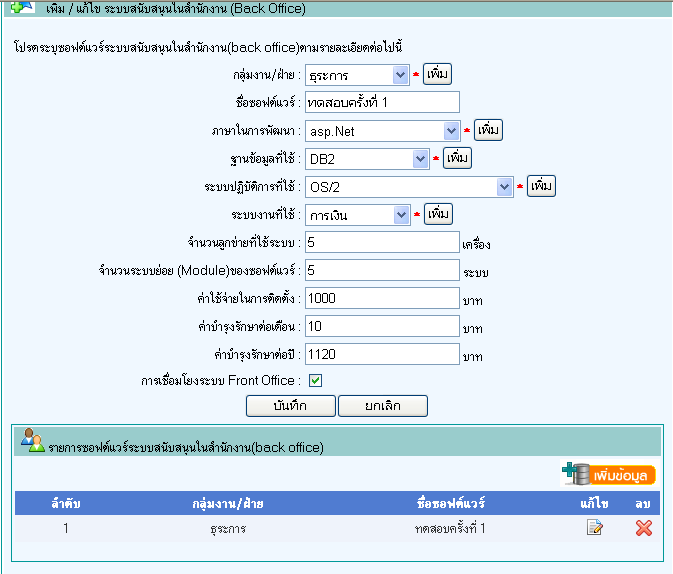 เพิ่ม / แก้ไข ระบบสนับสนุนในสำนักงาน (Back Office)
โปรดระบุซอฟต์แวร์ระบบสนับสนุนในสำนักงาน(back office)ตามรายละเอียดต่อไปนี้
กลุ่มงาน/ฝ่าย : ธุระการ * เพิ่ม
ชื่อซอฟต์แวร์ : ทดสอบครั้งที่ 1
ภาษาในการพัฒนา : asp.Net * เพิ่ม
ฐานข้อมูลที่ใช้ : DB2 * เพิ่ม
ระบบปฏิบัติการที่ใช้ : OS/2 * เพิ่ม
ระบบงานที่ใช้ : การเงิน * เพิ่ม
จำนวนลูกข่ายที่ใช้ระบบ : 5 เครื่อง
จำนวนระบบย่อย (Module)ของซอฟต์แวร์ : 5 ระบบ
ค่าใช้จ่ายในการติดตั้ง : 1000 บาท
ค่าบำรุงรักษาต่อเดือน : 10 บาท
ค่าบำรุงรักษาต่อปี : 1120 บาท
การเชื่อมโยงระบบ Front Office :
บันทึก ยกเลิก
รายการซอฟต์แวร์ระบบสนับสนุนในสำนักงาน(back office)
เพิ่มข้อมูล
ลำดับ กลุ่มงาน/ฝ่าย ชื่อซอฟต์แวร์ แก้ไข ลบ
1 ธุระการ ทดสอบครั้งที่ 1